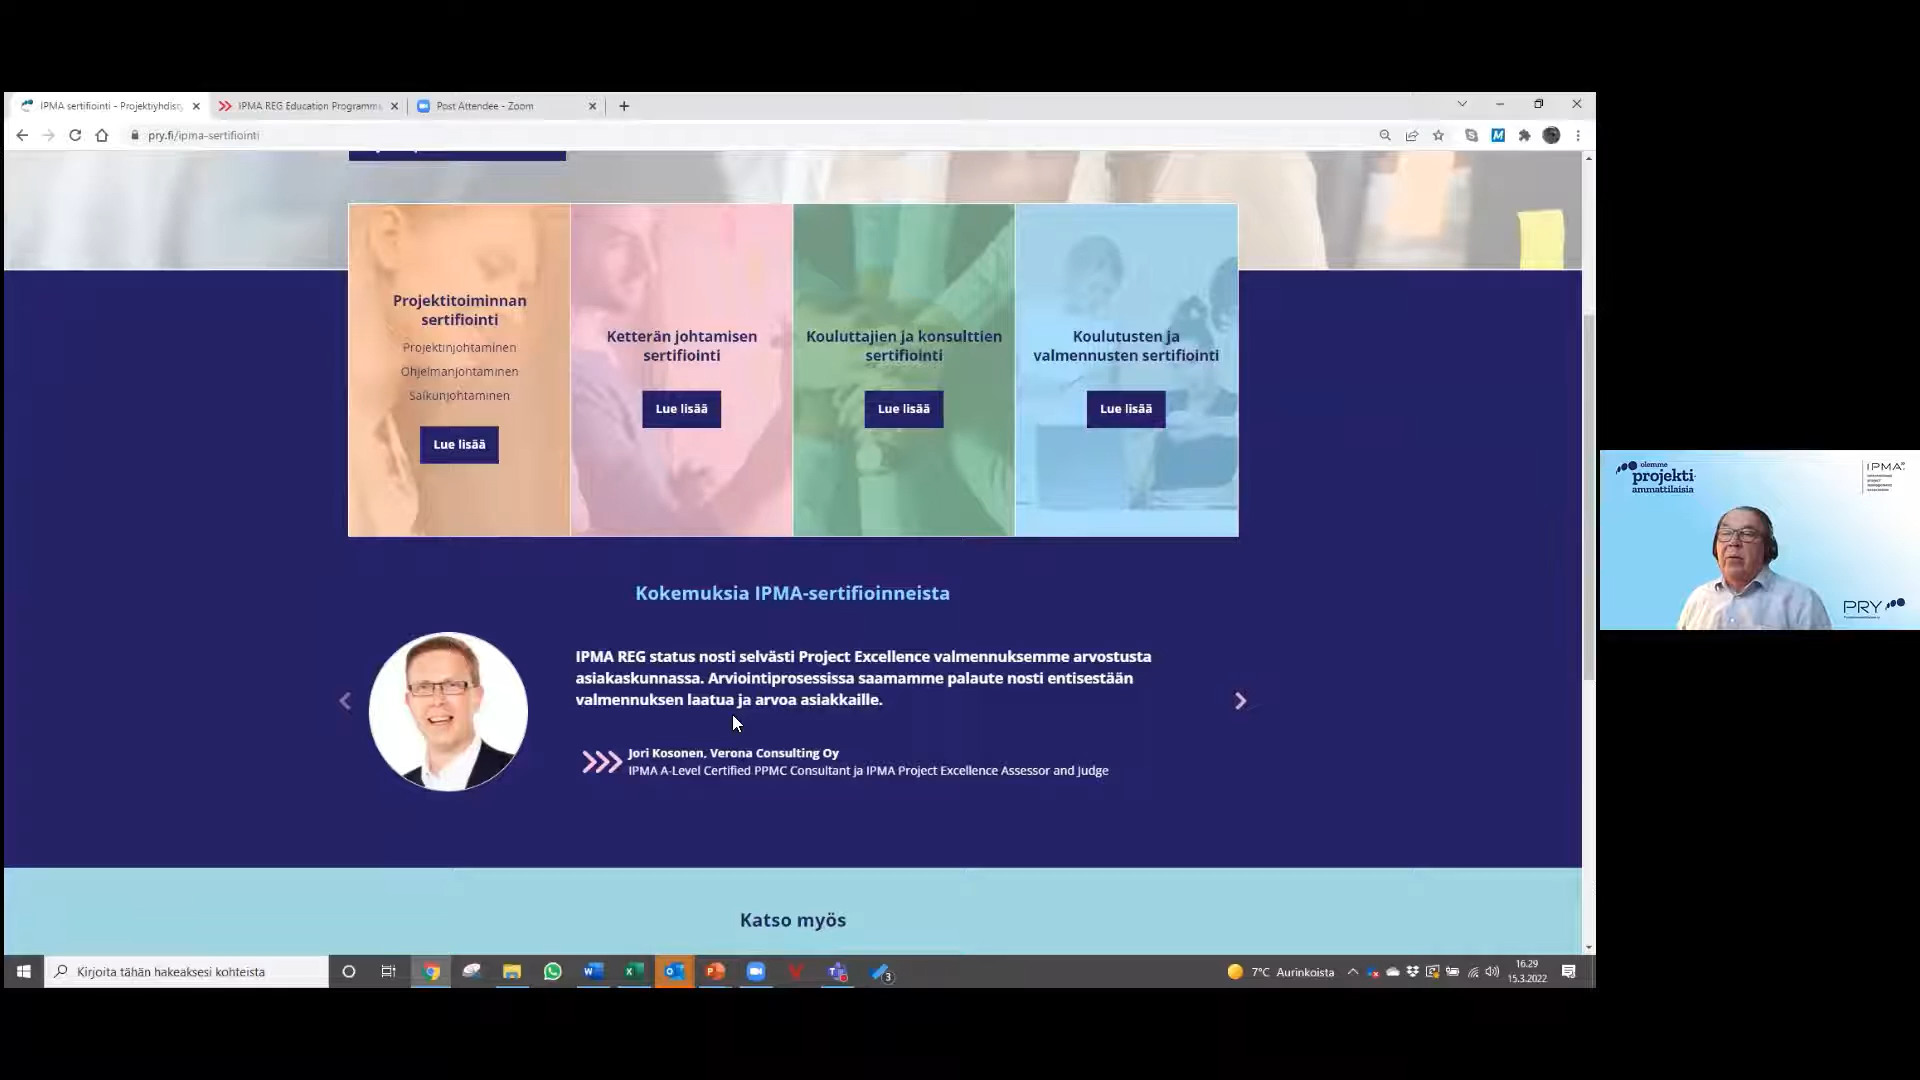 IPMA sertifiointi - Projektiyhdisty
IPMA REG Education Programme
Post Attendee - Zoom
pry.fi/ipma-sertifiointi
Projektitoiminnan
sertifiointi
Projektinjohtaminen
Ohjelmanjohtaminen
Salkunjohtaminen
Lue lisää
Ketterän johtamisen
sertifiointi
Lue lisää
Kouluttajien ja konsulttien
sertifiointi
Lue lisää
Koulutusten ja
valmennusten sertifiointi
Lue lisää
Kokemuksia IPMA-sertifioinneista
IPMA REG status nosti selvästi Project Excellence valmennuksemme arvostusta
asiakaskunnassa. Arviointiprosessissa saamamme palaute nosti entisestään
valmennuksen laatua ja arvoa asiakkaille.
Jori Kosonen, Verona Consulting Oy
IPMA A-Level Certified PPMC Consultant ja IPMA Project Excellence Assessor and Judge
Katso myös
Kirjoita tähän hakeaksesi kohteista
3
7°C Aurinkoista
16.29
15.3.2022
olemme
projekti
ammattilaisia
IPMA
PRY